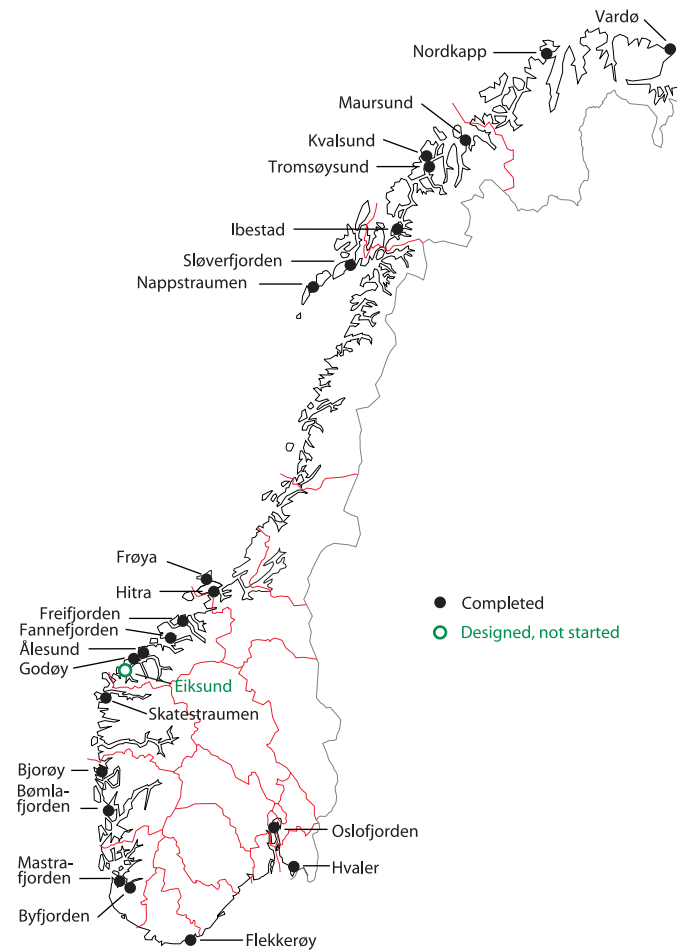 Vardø
Nordkapp
Maursund
Kvalsund
Tromsøysund
Ibestad
Sløverfjorden
Nappstraumen
Frøya
Hitra
Freifjorden
Fannefjorden
Ålesund
Godøy
Eiksund
Skatestraumen
Bjorøy
Bømla-
fjorden
Mastra-
fjorden
Byfjorden
Flekkerøy
Oslofjorden
Hvaler
Completed
Designed, not started